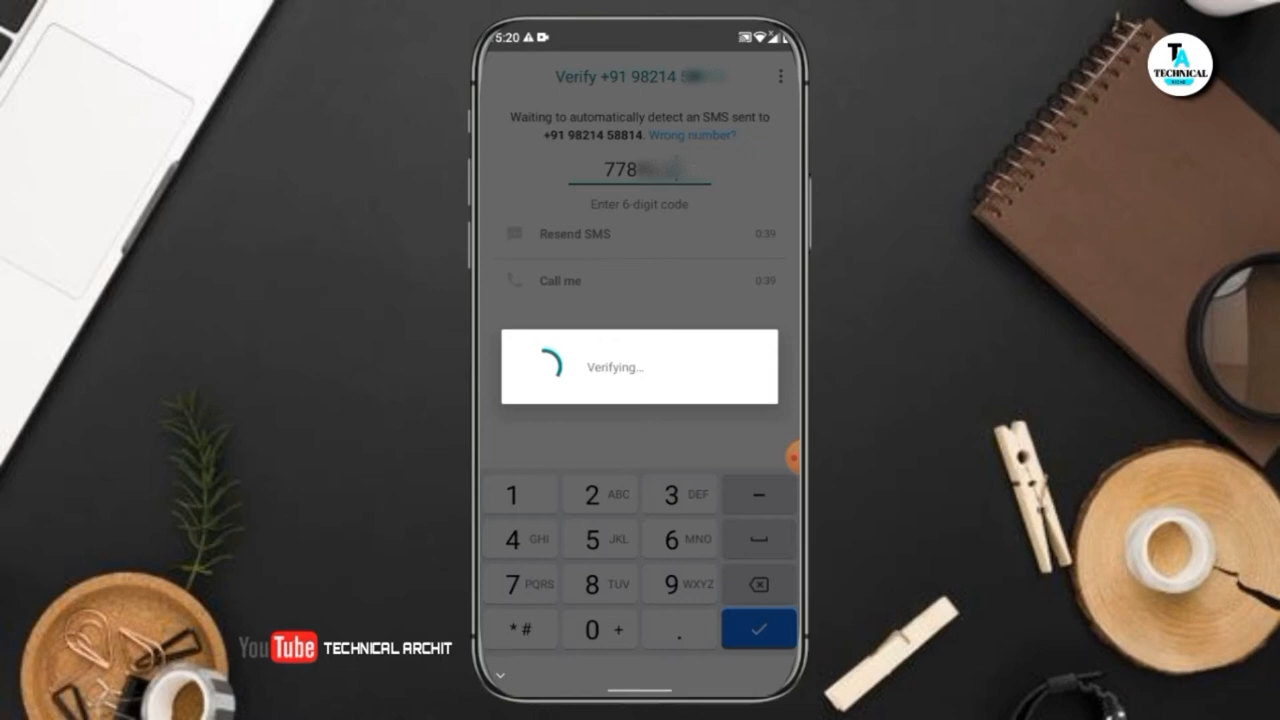 5:20
Verify +91 98214
Waiting to automatically detect an SMS sent to
+91 98214 58814. Wrong number?
778
Enter 6-digit code
Resend SMS 0:39
Call me 0:39
Verifying...
1 2 ABC 3 DEF –
4 GHI 5 JKL 6 MNO
7 PQRS 8 TUV 9 WXYZ
* # 0 + .
TA
TECHNICAL
YouTube TECHNICAL ARCHIT